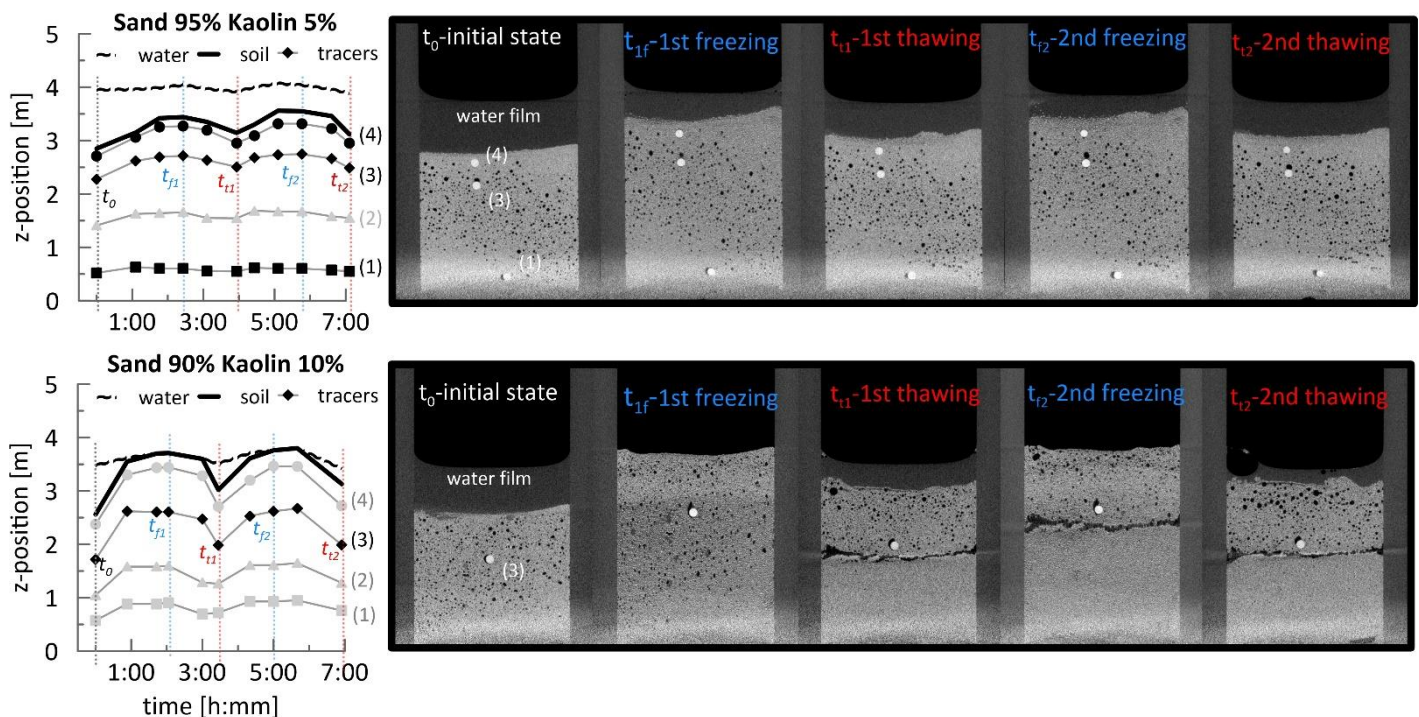 Sand 95% Kaolin 5%
5
water soil tracers
4
3
2
1
0
z-position [m]
(4)
(3)
(2)
(1)
t0
tf1
tt1
tf2
tt2
1:00 3:00 5:00 7:00
t0-initial state
t1f-1st freezing
tt1-1st thawing
tf2-2nd freezing
tt2-2nd thawing
water film
(4)
(3)
(1)
Sand 90% Kaolin 10%
5
water soil tracers
4
3
2
1
0
z-position [m]
(4)
(3)
(2)
(1)
t0
tf1
tt1
tf2
tt2
1:00 3:00 5:00 7:00
time [h:mm]
t0-initial state
t1f-1st freezing
tt1-1st thawing
tf2-2nd freezing
tt2-2nd thawing
water film
(3)